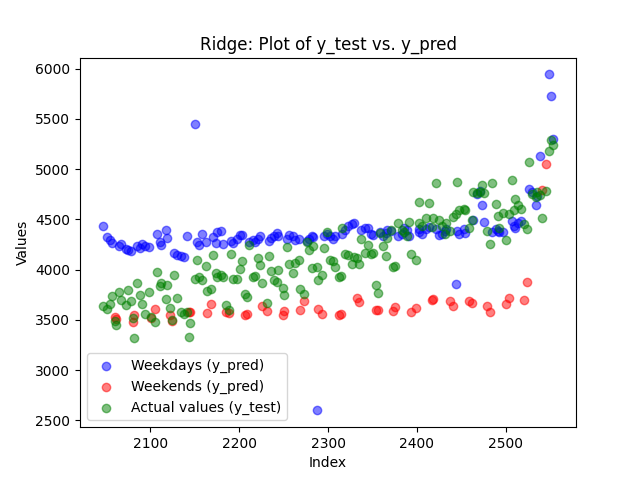 Ridge: Plot of y_test vs. y_pred
Values
6000
5500
5000
4500
4000
3500
3000
2500
Weekdays (y_pred)
Weekends (y_pred)
Actual values (y_test)
2100 2200 2300 2400 2500
Index